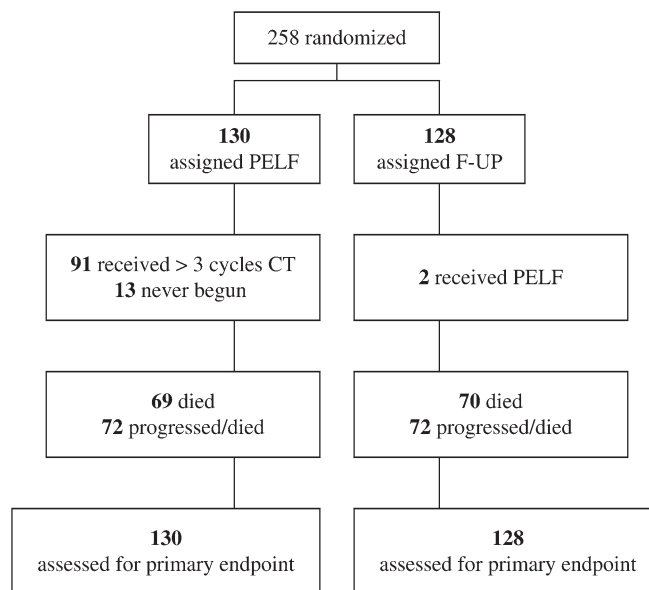 258 randomized
130
assigned PELF
128
assigned F-UP
91 received > 3 cycles CT
13 never begun
2 received PELF
69 died
72 progressed/died
70 died
72 progressed/died
130
assessed for primary endpoint
128
assessed for primary endpoint